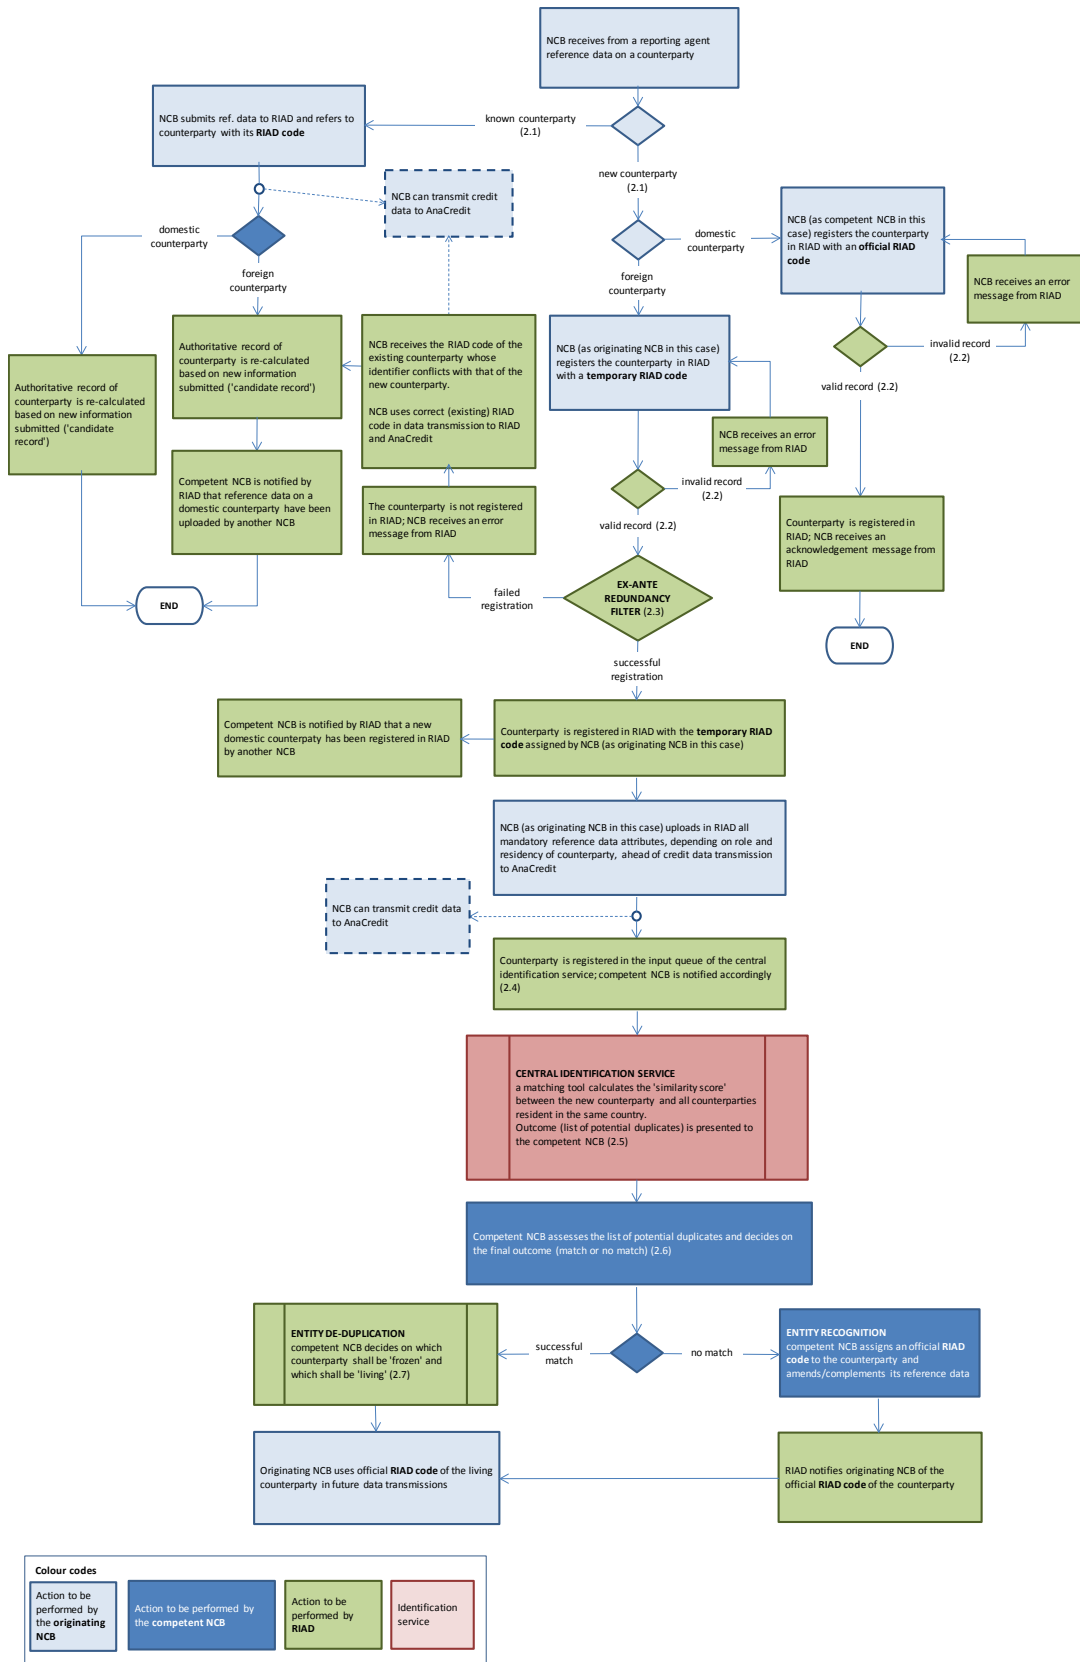 NCB receives from a reporting agent
reference data on a counterparty
NCB submits ref. data to RIAD and refers to
counterparty with its RIAD code
known counterparty
(2.1)
new counterparty
(2.1)
NCB can transmit credit
data to AnaCredit
domestic
counterparty
foreign
counterparty
domestic
counterparty
foreign
counterparty
NCB (as competent NCB in this
case) registers the counterparty
in RIAD with an official RIAD
code
NCB receives an error
message from RIAD
invalid record
(2.2)
valid record (2.2)
Authoritative record of
counterparty is re-calculated
based on new information
submitted ('candidate
record')
Authoritative record of
counterparty is re-calculated
based on new information
submitted ('candidate record')
NCB receives the RIAD code of the
existing counterparty whose
identifier conflicts with that of the
new counterparty.
NCB uses correct (existing) RIAD
code in data transmission to RIAD
and AnaCredit
NCB (as originating NCB in this case)
registers the counterparty in RIAD
with a temporary RIAD code
NCB receives an error
message from RIAD
invalid record
(2.2)
valid record (2.2)
Competent NCB is notified by
RIAD that reference data on a
domestic counterparty have been
uploaded by another NCB
The counterparty is not registered
in RIAD; NCB receives an error
message from RIAD
Counterparty is registered in
RIAD; NCB receives an
acknowledgement message from
RIAD
END
failed
registration
EX-ANTE
REDUNDANCY
FILTER (2.3)
END
successful
registration
Competent NCB is notified by RIAD that a new
domestic counterpaty has been registered in RIAD
by another NCB
Counterparty is registered in RIAD with the temporary RIAD
code assigned by NCB (as originating NCB in this case)
NCB (as originating NCB in this case) uploads in RIAD all
mandatory reference data attributes, depending on role and
residency of counterparty, ahead of credit data transmission
to AnaCredit
NCB can transmit credit data
to AnaCredit
Counterparty is registered in the input queue of the central
identification service; competent NCB is notified accordingly
(2.4)
CENTRAL IDENTIFICATION SERVICE
a matching tool calculates the 'similarity score'
between the new counterparty and all counterparties
resident in the same country.
Outcome (list of potential duplicates) is presented to
the competent NCB (2.5)
Competent NCB assesses the list of potential duplicates and decides on
the final outcome (match or no match) (2.6)
ENTITY DE-DUPLICATION
competent NCB decides on which
counterparty shall be 'frozen' and
which shall be 'living' (2.7)
successful
match
no match
ENTITY RECOGNITION
competent NCB assigns an official RIAD
code to the counterparty and
amends/complements its reference data
Originating NCB uses official RIAD code of the living
counterparty in future data transmissions
RIAD notifies originating NCB of the
official RIAD code of the counterparty
Colour codes
Action to be
performed by
the originating
NCB
Action to be performed by
the competent NCB
Action to be
performed by
RIAD
Identification
service